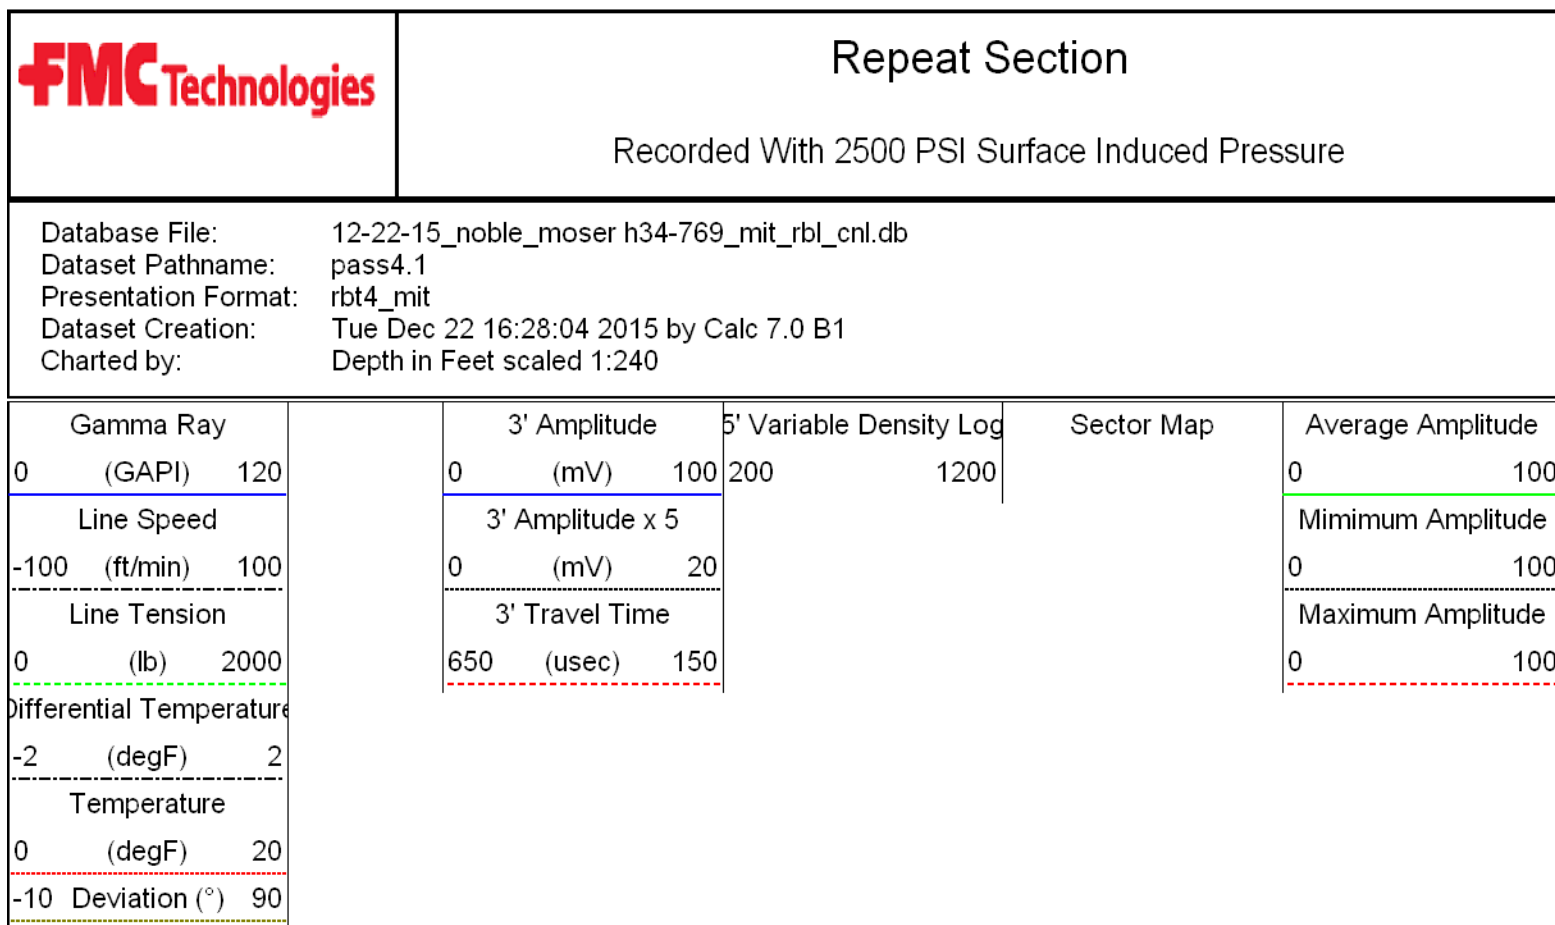 FMC Technologies
Repeat Section
Recorded With 2500 PSI Surface Induced Pressure
Database File: 12-22-15_noble_moser h34-769_mit_rbl_cnl.db
Dataset Pathname: pass4.1
Presentation Format: rbt4_mit
Dataset Creation: Tue Dec 22 16:28:04 2015 by Calc 7.0 B1
Charted by: Depth in Feet scaled 1:240
Gamma Ray
0 (GAPI) 120
Line Speed
-100 (ft/min) 100
Line Tension
0 (lb) 2000
Differential Temperature
-2 (degF) 2
Temperature
0 (degF) 20
-10 Deviation (°) 90
3' Amplitude
0 (mV) 100
3' Amplitude x 5
0 (mV) 20
3' Travel Time
650 (usec) 150
5' Variable Density Log
200 1200
Sector Map
Average Amplitude
0 100
Mimimum Amplitude
0 100
Maximum Amplitude
0 100